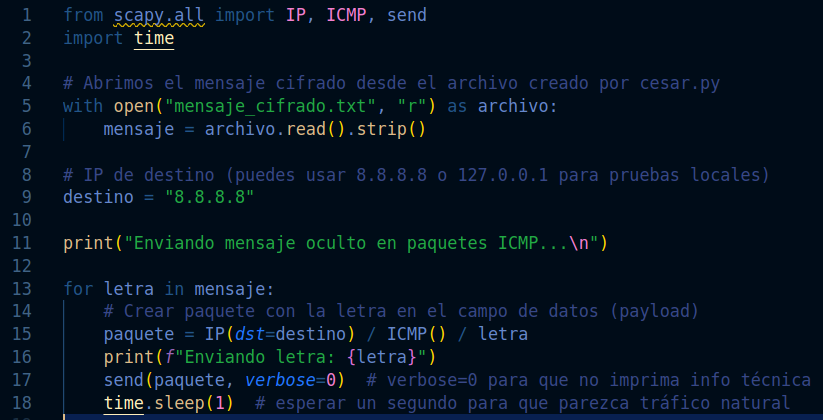 1 from scapy.all import IP, ICMP, send
2 import time
3
4 # Abrimos el mensaje cifrado desde el archivo creado por cesar.py
5 with open("mensaje_cifrado.txt", "r") as archivo:
6     mensaje = archivo.read().strip()
7
8 # IP de destino (puedes usar 8.8.8.8 o 127.0.0.1 para pruebas locales)
9 destino = "8.8.8.8"
10
11 print("Enviando mensaje oculto en paquetes ICMP...\n")
12
13 for letra in mensaje:
14     # Crear paquete con la letra en el campo de datos (payload)
15     paquete = IP(dst=destino) / ICMP() / letra
16     print(f"Enviando letra: {letra}")
17     send(paquete, verbose=0)  # verbose=0 para que no imprima info técnica
18     time.sleep(1)  # esperar un segundo para que parezca tráfico natural